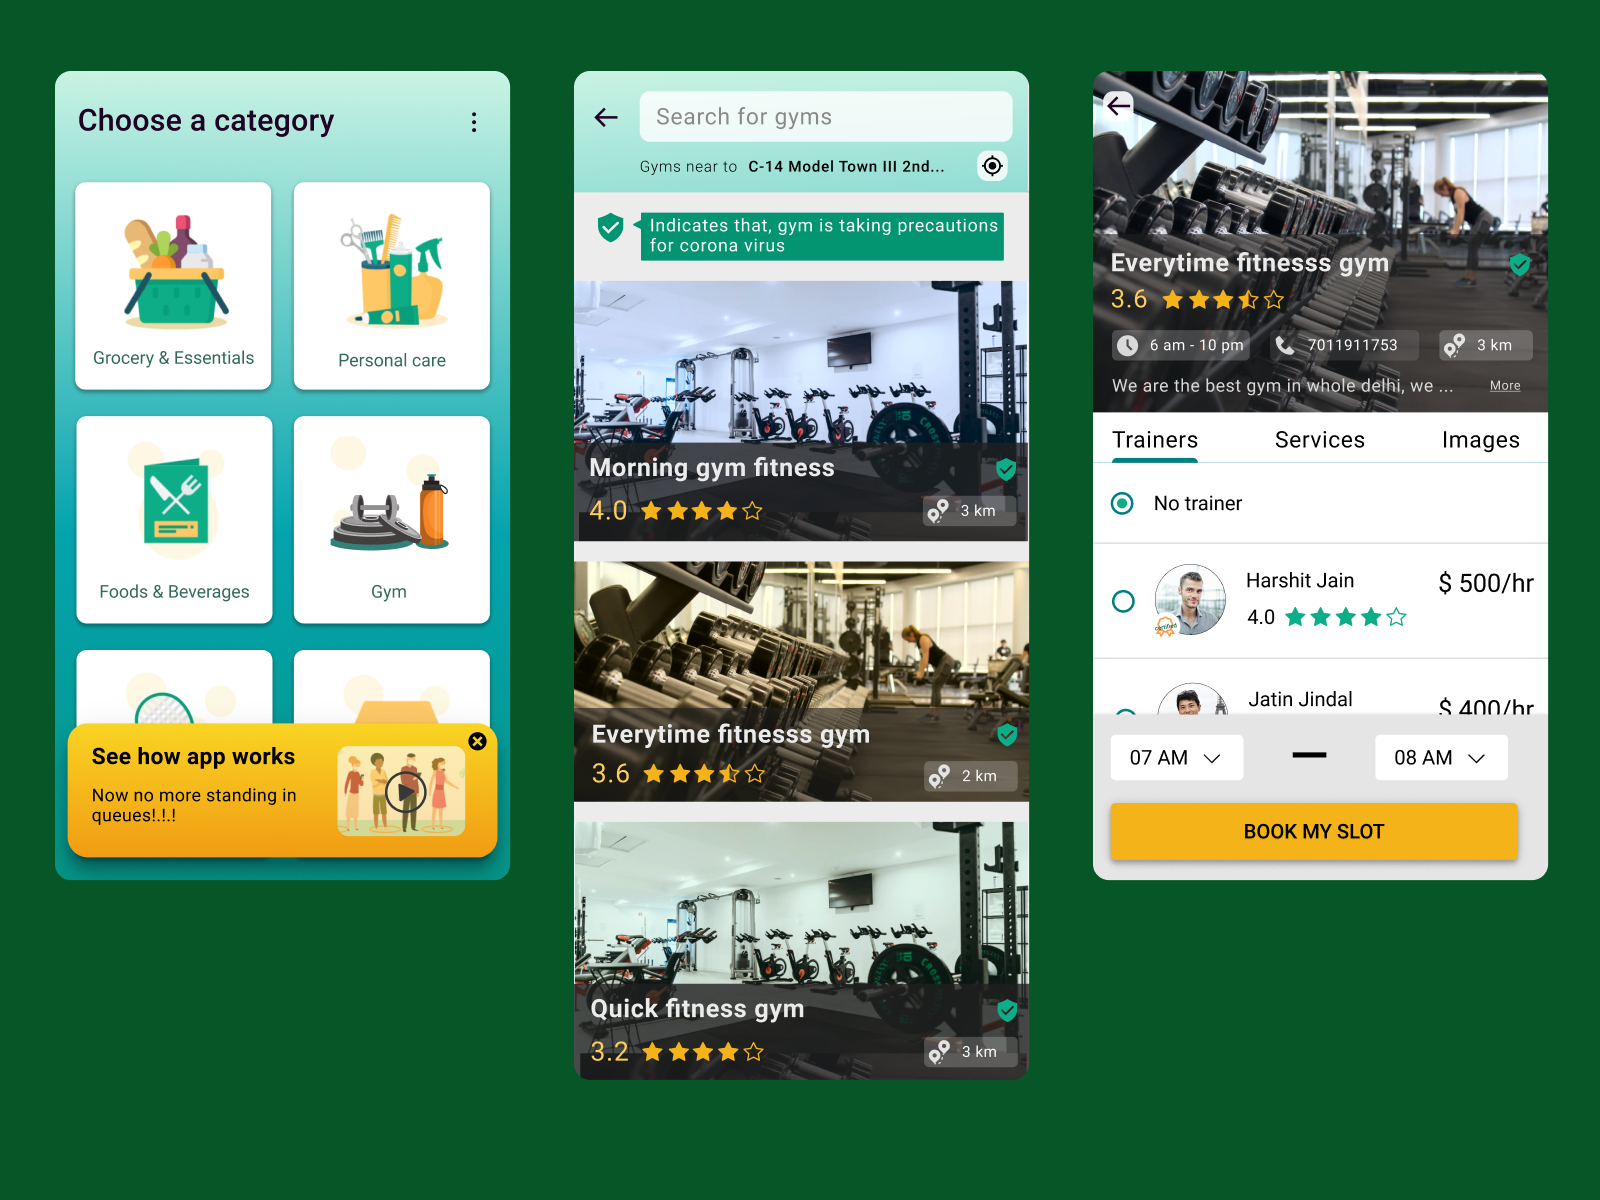 Choose a category
Grocery & Essentials
Personal care
Foods & Beverages
Gym
See how app works
Now no more standing in
queues!.!.!
Search for gyms
Gyms near to C-14 Model Town III 2nd...
Indicates that, gym is taking precautions
for corona virus
Morning gym fitness
4.0
3 km
Everytime fitnesss gym
3.6
2 km
Quick fitness gym
3.2
3 km
Everytime fitnesss gym
3.6
6 am - 10 pm
7011911753
3 km
We are the best gym in whole delhi, we ...
More
Trainers
Services
Images
No trainer
Harshit Jain
$ 500/hr
4.0
certified
Jatin Jindal
$ 400/hr
07 AM
08 AM
BOOK MY SLOT